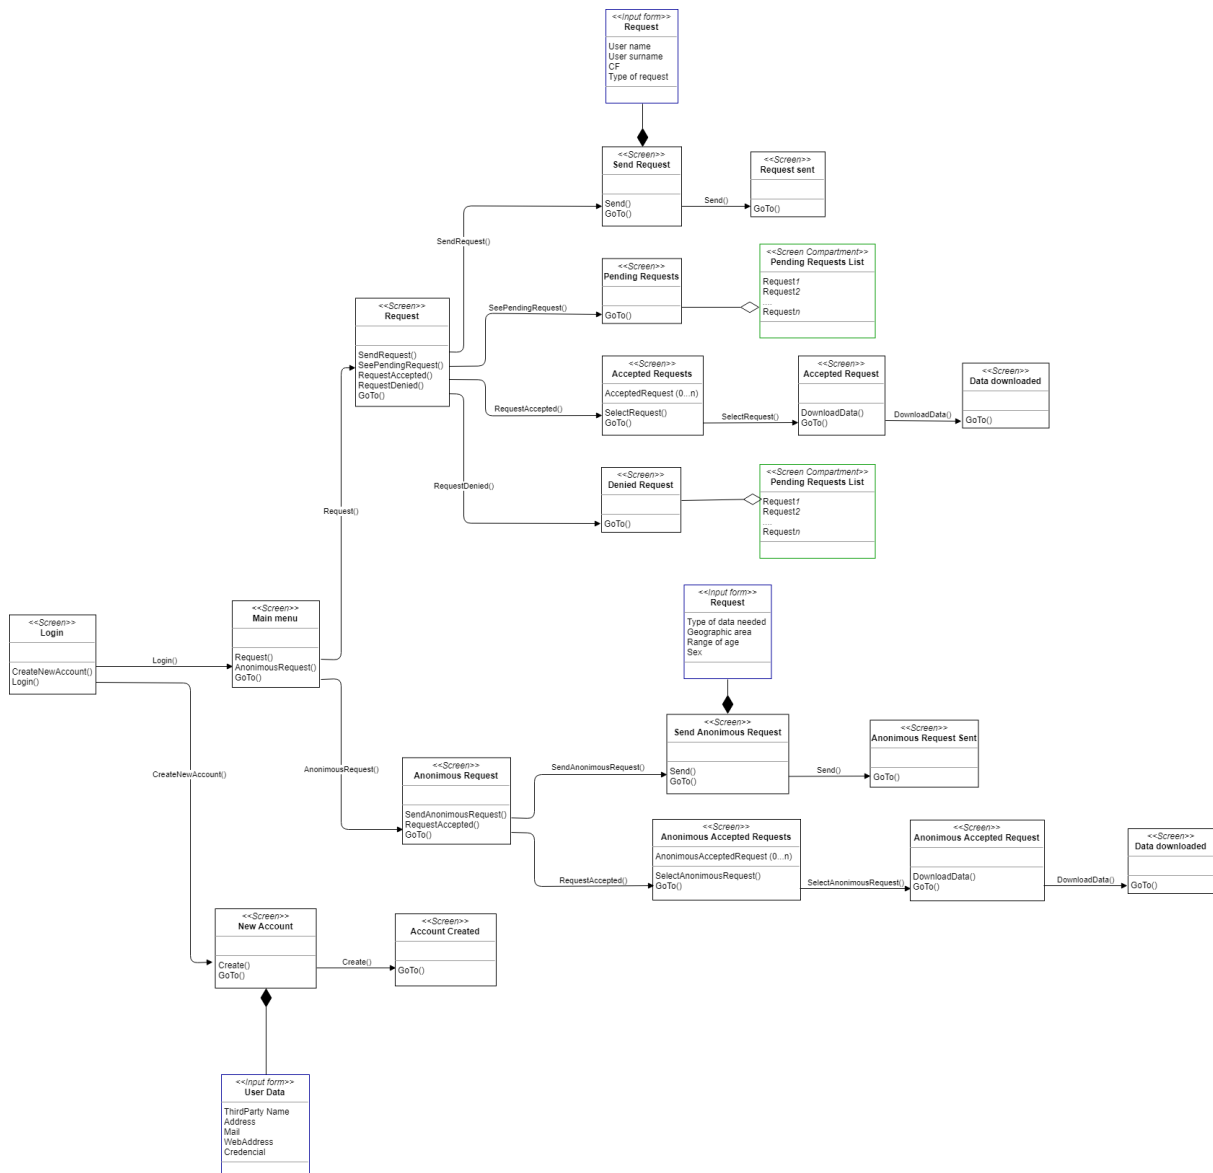 <<Input form>>
Request
User name
User surname
CF
Type of request
<<Screen>>
Send Request
Send()
GoTo()
Send()
<<Screen>>
Request sent
GoTo()
SendRequest()
<<Screen>>
Request
SendRequest()
SeePendingRequest()
RequestAccepted()
RequestDenied()
GoTo()
SeePendingRequest()
<<Screen>>
Pending Requests
GoTo()
<<Screen Compartment>>
Pending Requests List
Request1
Request2
....
Requestn
RequestAccepted()
<<Screen>>
Accepted Requests
AcceptedRequest (0...n)
SelectRequest()
GoTo()
SelectRequest()
<<Screen>>
Accepted Request
DownloadData()
GoTo()
DownloadData()
<<Screen>>
Data downloaded
GoTo()
RequestDenied()
<<Screen>>
Denied Request
GoTo()
<<Screen Compartment>>
Pending Requests List
Request1
Request2
....
Requestn
Request()
<<Screen>>
Login
CreateNewAccount()
Login()
Login()
<<Screen>>
Main menu
Request()
AnonimousRequest()
GoTo()
<<Input form>>
Request
Type of data needed
Geographic area
Range of age
Sex
<<Screen>>
Send Anonimous Request
Send()
GoTo()
Send()
<<Screen>>
Anonimous Request Sent
GoTo()
CreateNewAccount()
AnonimousRequest()
<<Screen>>
Anonimous Request
SendAnonimousRequest()
RequestAccepted()
GoTo()
SendAnonimousRequest()
RequestAccepted()
<<Screen>>
Anonimous Accepted Requests
AnonimousAcceptedRequest (0...n)
SelectAnonimousRequest()
GoTo()
SelectAnonimousRequest()
<<Screen>>
Anonimous Accepted Request
DownloadData()
GoTo()
DownloadData()
<<Screen>>
Data downloaded
GoTo()
<<Screen>>
New Account
Create()
GoTo()
Create()
<<Screen>>
Account Created
GoTo()
<<Input form>>
User Data
ThirdParty Name
Address
Mail
WebAddress
Credencial